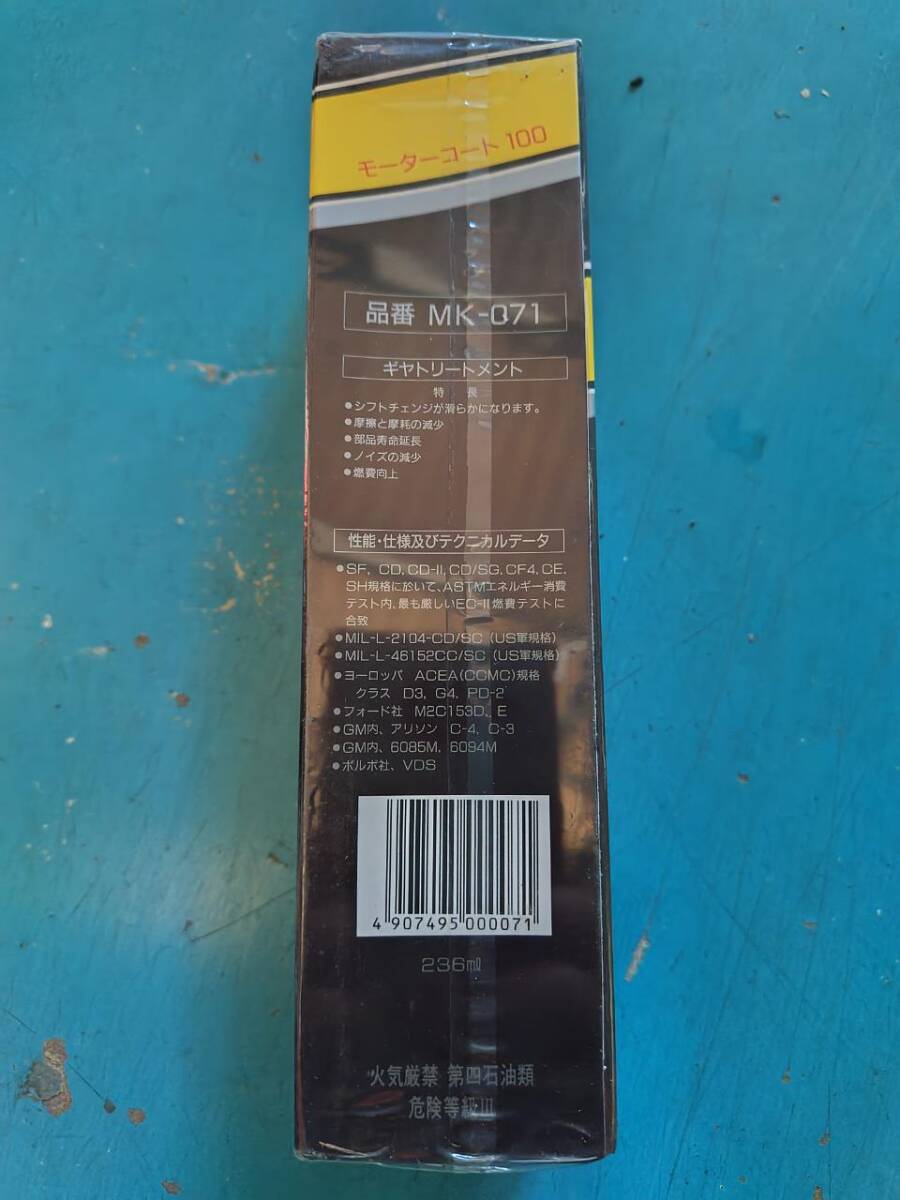 モーターコート 100
品番 MK-071
ギヤトリートメント
特 長
●シフトチェンジが滑らかになります。
●摩擦と摩耗の減少
●部品寿命延長
●ノイズの減少
●燃費向上
性能・仕様及びテクニカルデータ
●SF, CD, CD-II, CD/SG, CF4, CE,
SH規格に於いて、ASTMエネルギー消費
テスト内、最も厳しいEC-II燃費テストに
合致
●MIL-L-2104-CD/SC (US軍規格)
●MIL-L-46152CC/SC (US軍規格)
●ヨーロッパ ACEA(CCMC)規格
クラス D3, G4, PD-2
●フォード社 M2C153D、E
●GM内、アリソン C-4, C-3
●GM内、6085M, 6094M
●ボルボ社、VDS
4 907495 000071
236㎖
火気厳禁 第四石油類
危険等級III